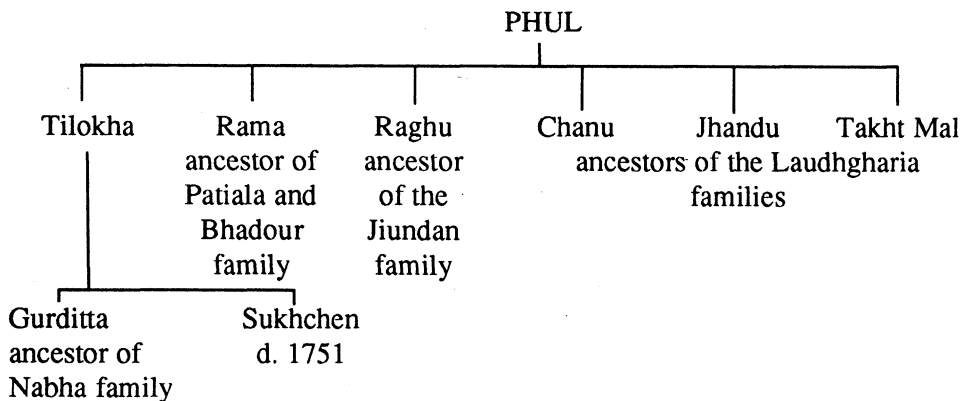 PHUL
Tilokha Rama Raghu Chanu Jhandu Takht Mal
ancestor of ancestor ancestors of the Laudhgharia
Patiala and of the families
Bhadour Jiundan
family family
Gurditta Sukhchen
ancestor of d. 1751
Nabha family